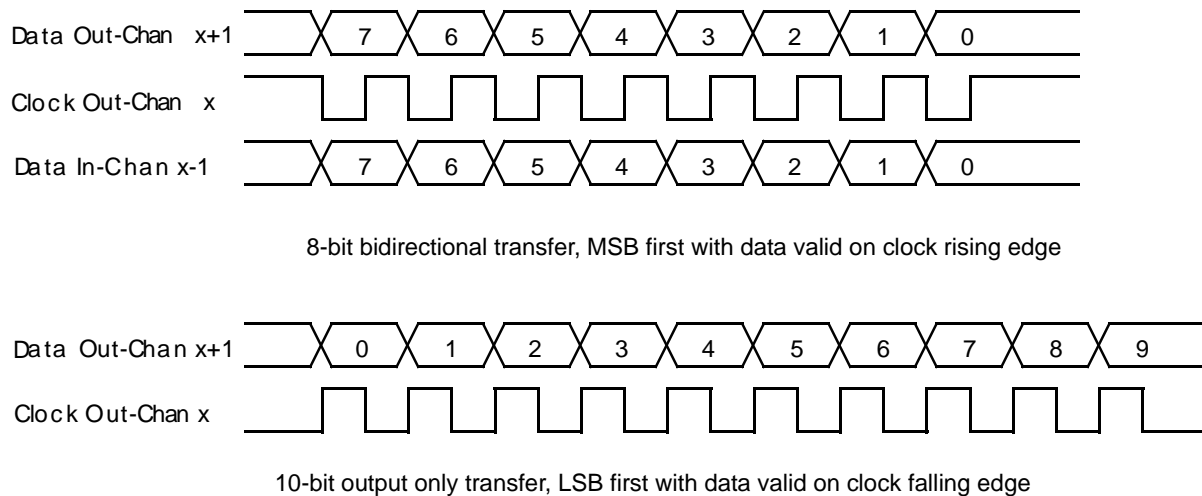 Data Out-Chan x+1 7 6 5 4 3 2 1 0
Clock Out-Chan x
Data In-Chan x-1 7 6 5 4 3 2 1 0
8-bit bidirectional transfer, MSB first with data valid on clock rising edge
Data Out-Chan x+1 0 1 2 3 4 5 6 7 8 9
Clock Out-Chan x
10-bit output only transfer, LSB first with data valid on clock falling edge